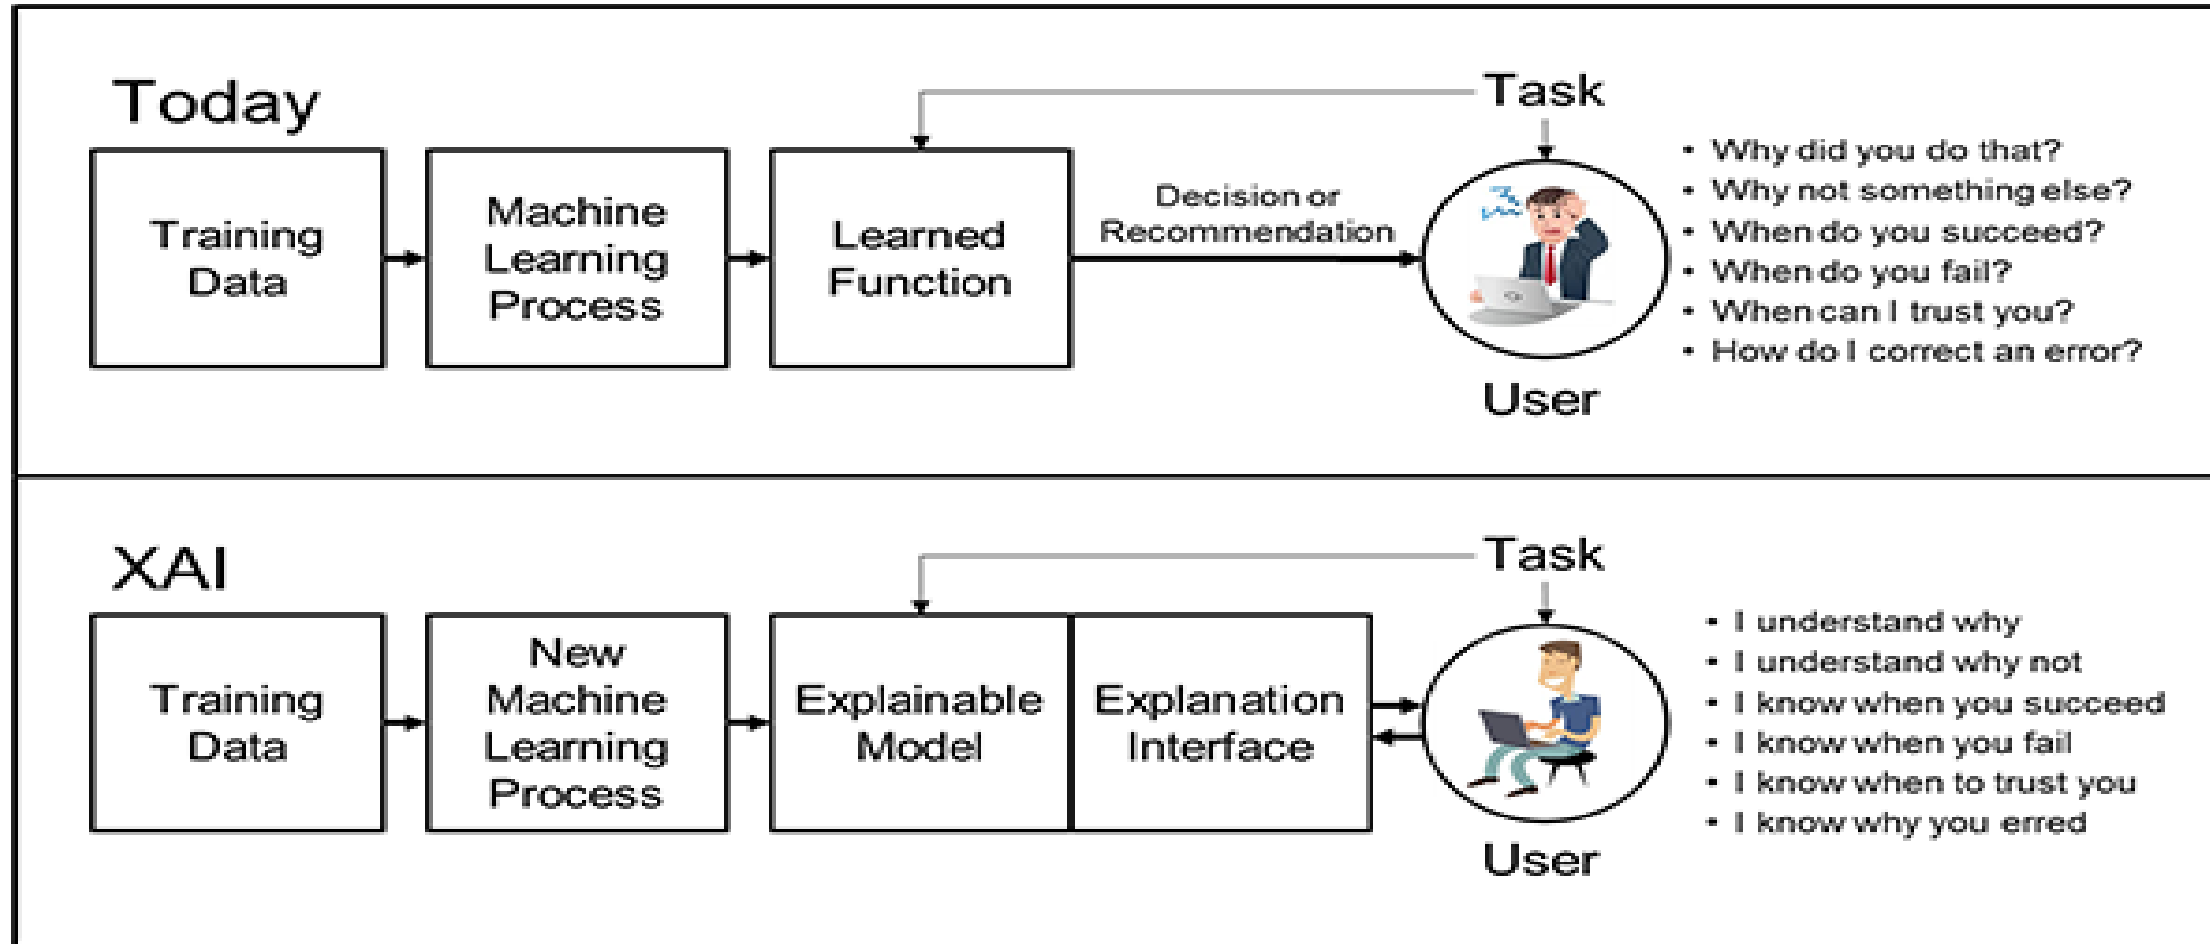 Today
Task
Training
Data
Machine
Learning
Process
Learned
Function
Decision or
Recommendation
User
• Why did you do that?
• Why not something else?
• When do you succeed?
• When do you fail?
• When can I trust you?
• How do I correct an error?
XAI
Task
Training
Data
New
Machine
Learning
Process
Explainable
Model
Explanation
Interface
User
• I understand why
• I understand why not
• I know when you succeed
• I know when you fail
• I know when to trust you
• I know why you erred